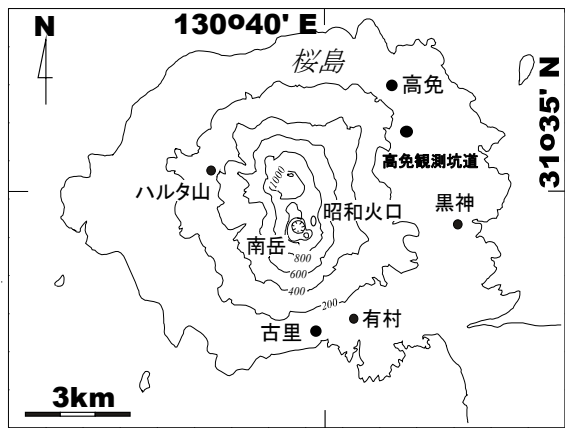 N
130º40' E
桜島
高免
31º35' N
高免観測坑道
ハルタ山
1000
昭和火口
黒神
南岳
800
600
400
200
有村
古里
3km